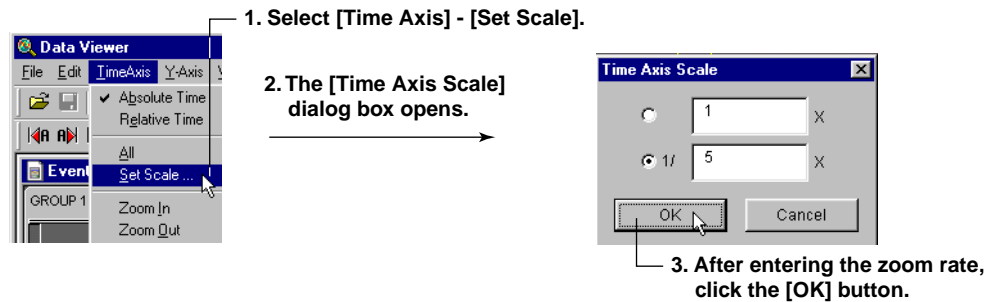 1. Select [Time Axis] - [Set Scale].
Data Viewer
File Edit TimeAxis Y-Axis
Absolute Time
Relative Time
All
Set Scale ...
Zoom In
Zoom Out
Event
GROUP 1
2. The [Time Axis Scale]
dialog box opens.
Time Axis Scale
1 X
1/ 5 X
OK Cancel
3. After entering the zoom rate,
click the [OK] button.